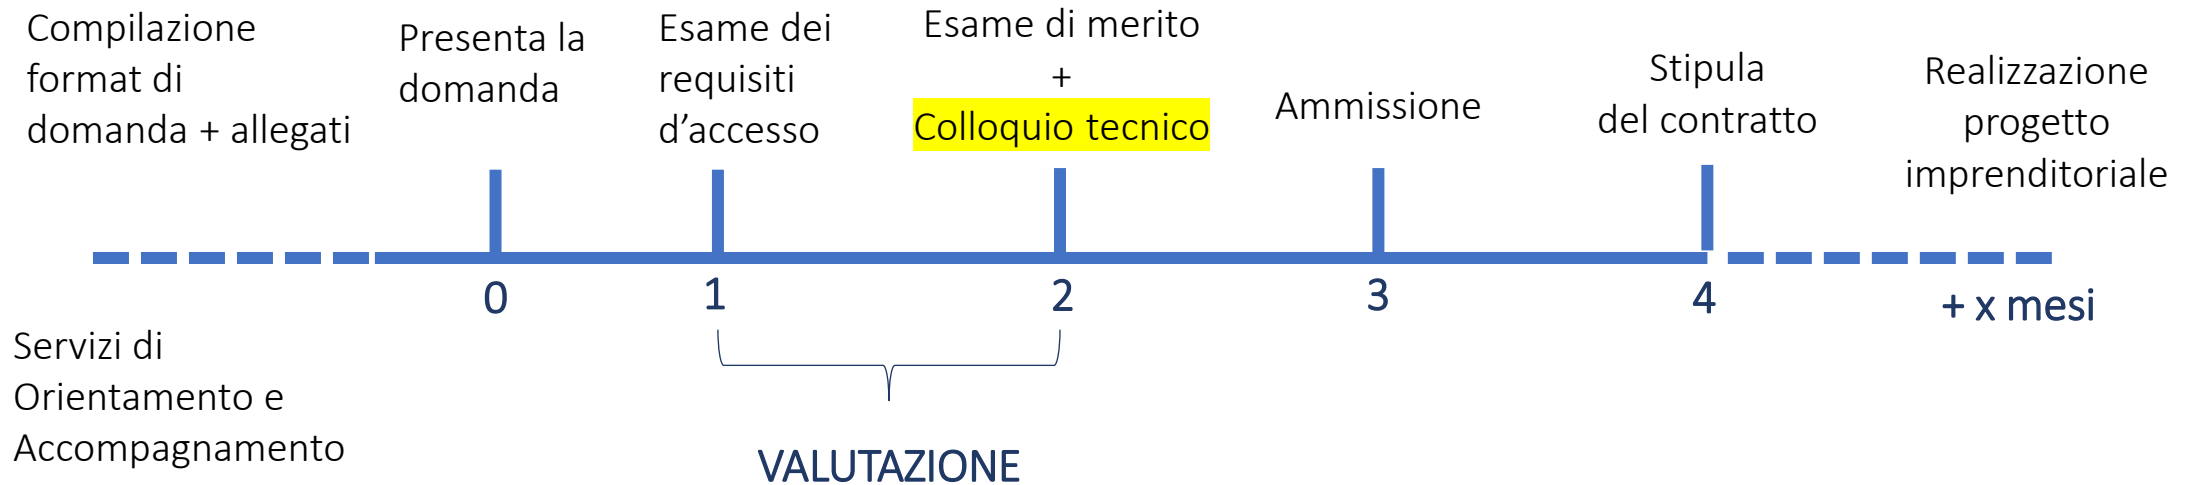 Compilazione
format di
domanda + allegati
Presenta la
domanda
Esame dei
requisiti
d’accesso
Esame di merito
+
Colloquio tecnico
Ammissione
Stipula
del contratto
Realizzazione
progetto
imprenditoriale
0
1
2
3
4
+ x mesi
Servizi di
Orientamento e
Accompagnamento
VALUTAZIONE